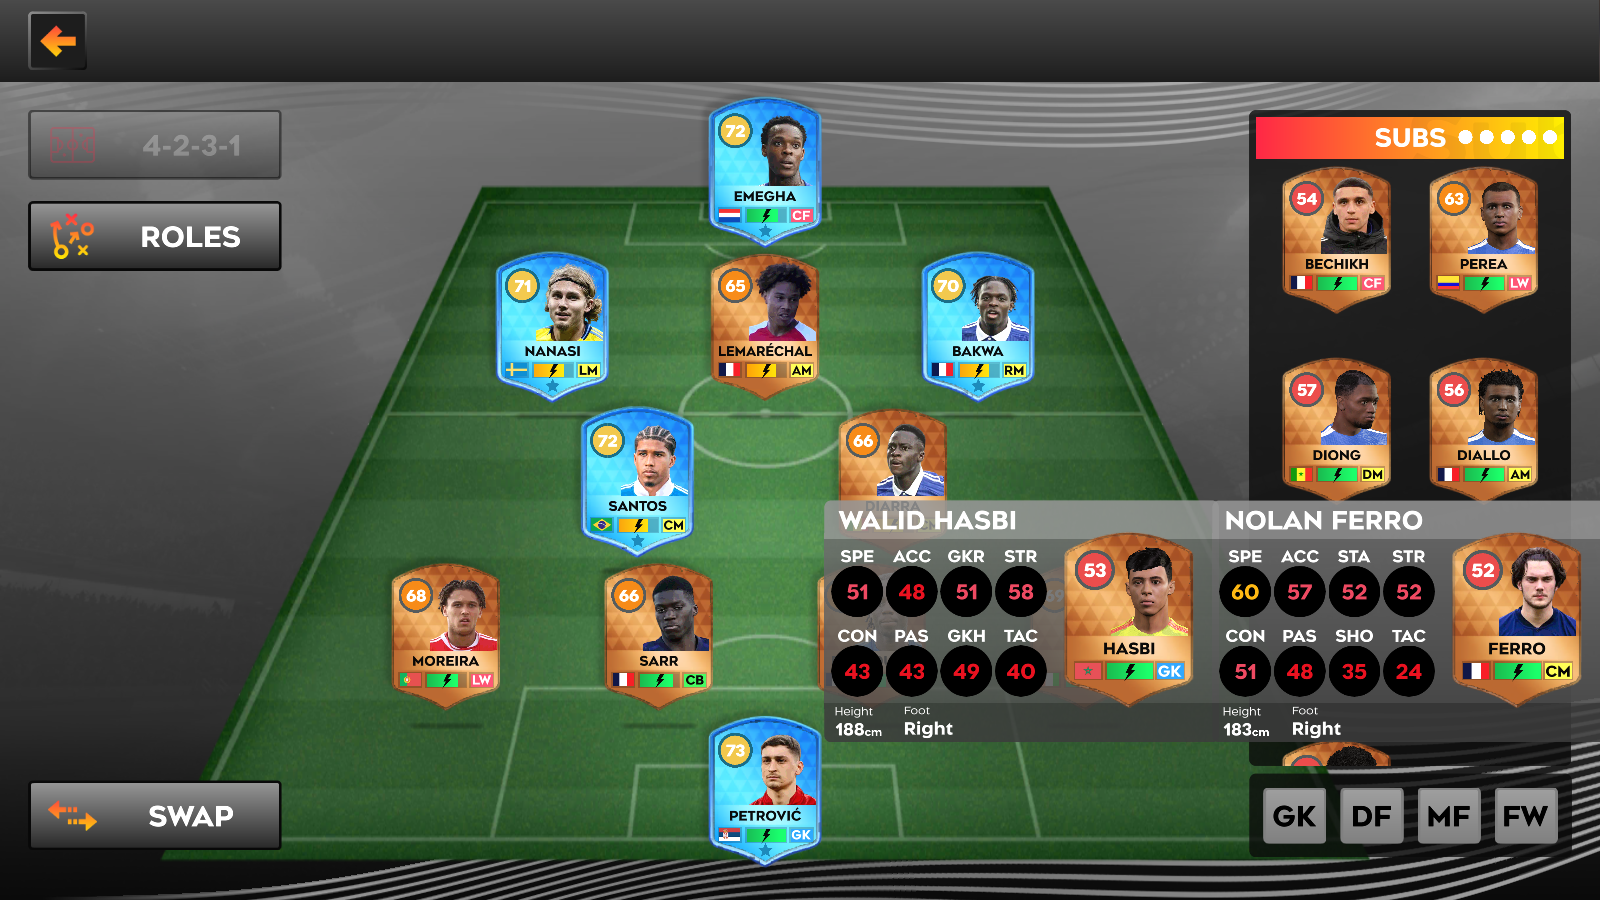 4-2-3-1
ROLES
SWAP
72
EMEGHA
CF
71
NANASI
LM
65
LEMARÉCHAL
AM
70
BAKWA
RM
72
SANTOS
CM
66
DIARRA
68
MOREIRA
LW
66
SARR
CB
73
PETROVIĆ
GK
SUBS
54
BECHIKH
CF
63
PEREA
LW
57
DIONG
DM
56
DIALLO
AM
WALID HASBI
SPE ACC GKR STR
51 48 51 58
CON PAS GKH TAC
43 43 49 40
Height Foot
188cm Right
53
HASBI
GK
NOLAN FERRO
SPE ACC STA STR
60 57 52 52
CON PAS SHO TAC
51 48 35 24
Height Foot
183cm Right
52
FERRO
CM
GK DF MF FW